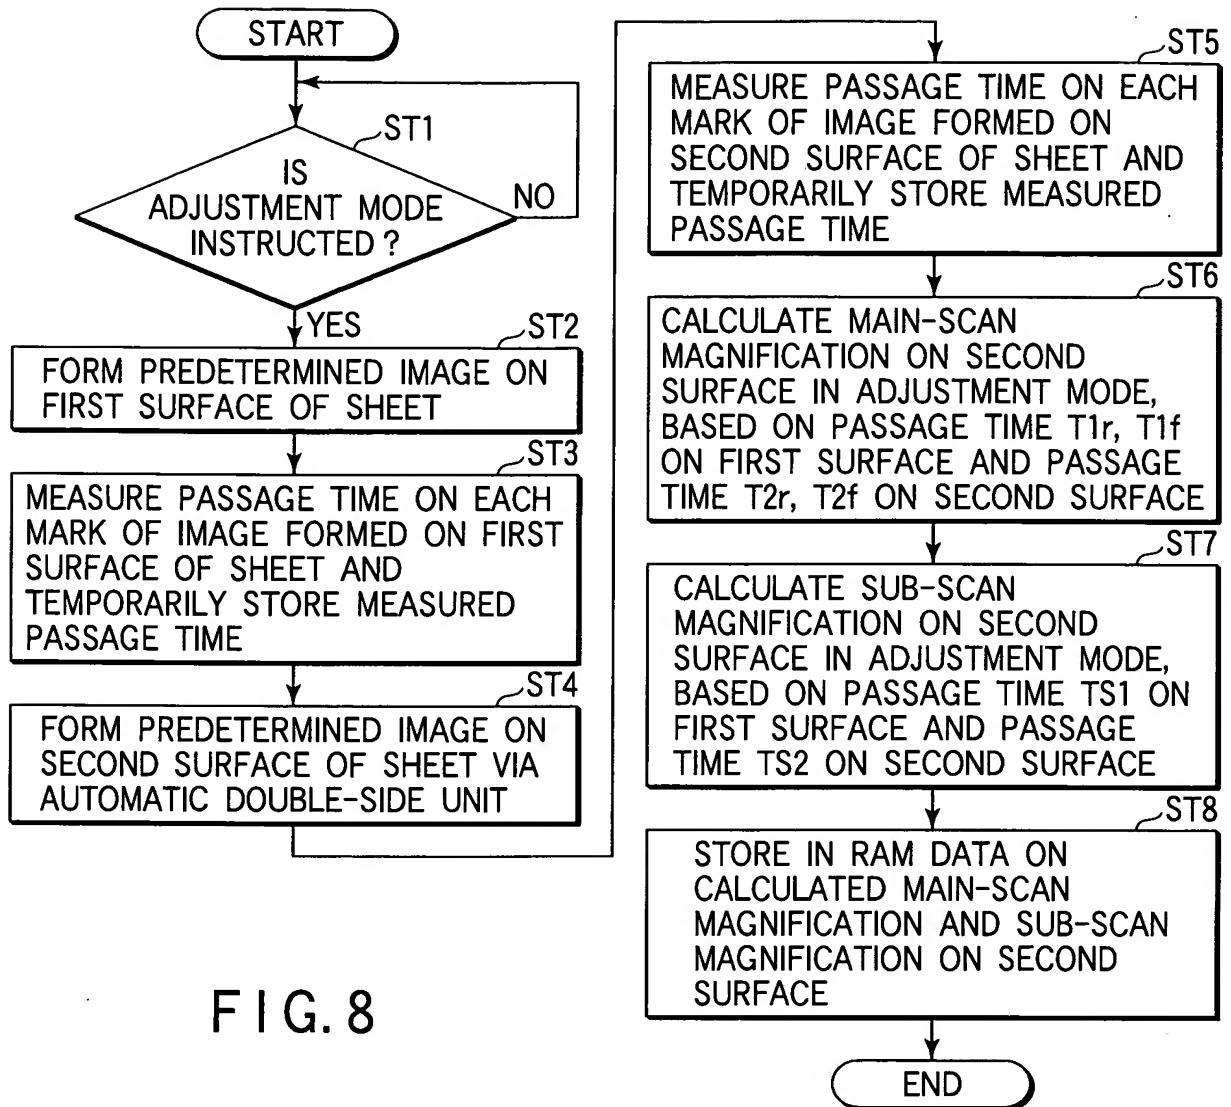 START
ST1
IS
ADJUSTMENT MODE
INSTRUCTED ?
NO
YES
ST2
FORM PREDETERMINED IMAGE ON
FIRST SURFACE OF SHEET
ST3
MEASURE PASSAGE TIME ON EACH
MARK OF IMAGE FORMED ON FIRST
SURFACE OF SHEET AND
TEMPORARILY STORE MEASURED
PASSAGE TIME
ST4
FORM PREDETERMINED IMAGE ON
SECOND SURFACE OF SHEET VIA
AUTOMATIC DOUBLE-SIDE UNIT
ST5
MEASURE PASSAGE TIME ON EACH
MARK OF IMAGE FORMED ON
SECOND SURFACE OF SHEET AND
TEMPORARILY STORE MEASURED
PASSAGE TIME
ST6
CALCULATE MAIN-SCAN
MAGNIFICATION ON SECOND
SURFACE IN ADJUSTMENT MODE,
BASED ON PASSAGE TIME T1r, T1f
ON FIRST SURFACE AND PASSAGE
TIME T2r, T2f ON SECOND SURFACE
ST7
CALCULATE SUB-SCAN
MAGNIFICATION ON SECOND
SURFACE IN ADJUSTMENT MODE,
BASED ON PASSAGE TIME TS1 ON
FIRST SURFACE AND PASSAGE
TIME TS2 ON SECOND SURFACE
ST8
STORE IN RAM DATA ON
CALCULATED MAIN-SCAN
MAGNIFICATION AND SUB-SCAN
MAGNIFICATION ON SECOND
SURFACE
END
FIG. 8